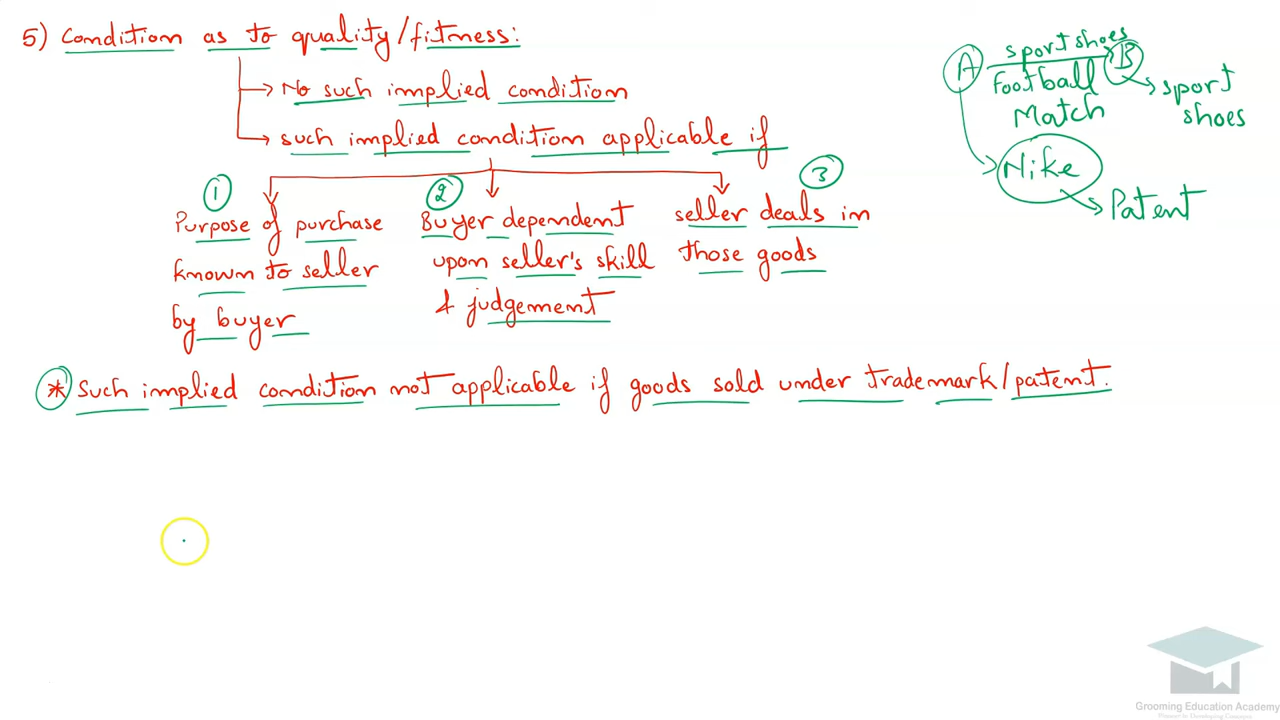 5) Condition as to quality/fitness:
No such implied condition
such implied condition applicable if
1
Purpose of purchase
known to seller
by buyer
2
Buyer dependent
upon seller's skill
& judgement
3
seller deals in
those goods
* Such implied condition not applicable if goods sold under trademark/patent.
A sport shoes B
Football
Match
sport
shoes
Nike
Patent
Grooming Education Academy